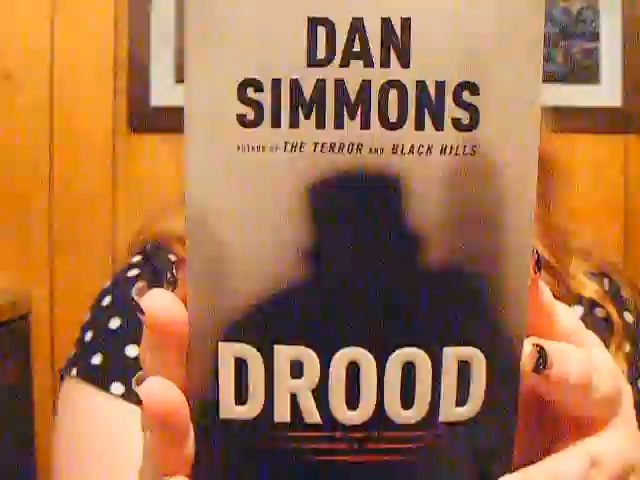 DAN
SIMMONS
AUTHOR OF THE TERROR AND BLACK HILLS
DROOD